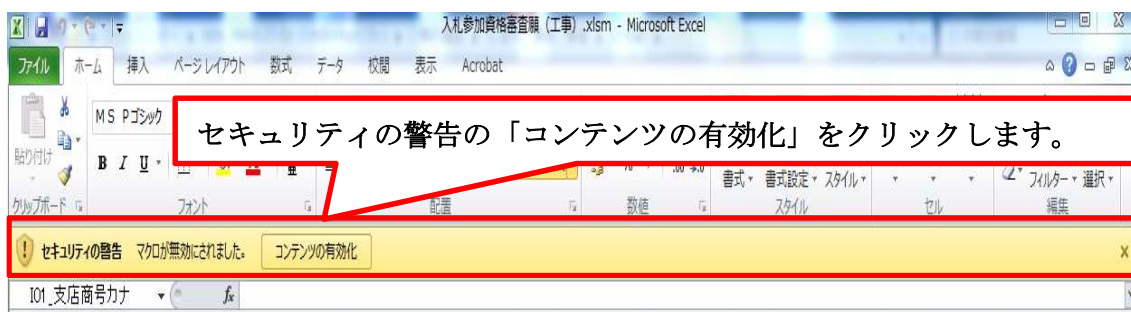 入札参加資格審査願（工事）.xlsm - Microsoft Excel
ファイル ホーム 挿入 ページ レイアウト 数式 データ 校閲 表示 Acrobat
ＭＳ Ｐゴシック
セキュリティの警告の「コンテンツの有効化」をクリックします。
貼り付け B I U 書式 書式設定 スタイル フィルター 選択
クリップボード フォント 配置 数値 スタイル セル 編集
セキュリティの警告 マクロが無効にされました。 コンテンツの有効化
I01_支店商号カナ fx